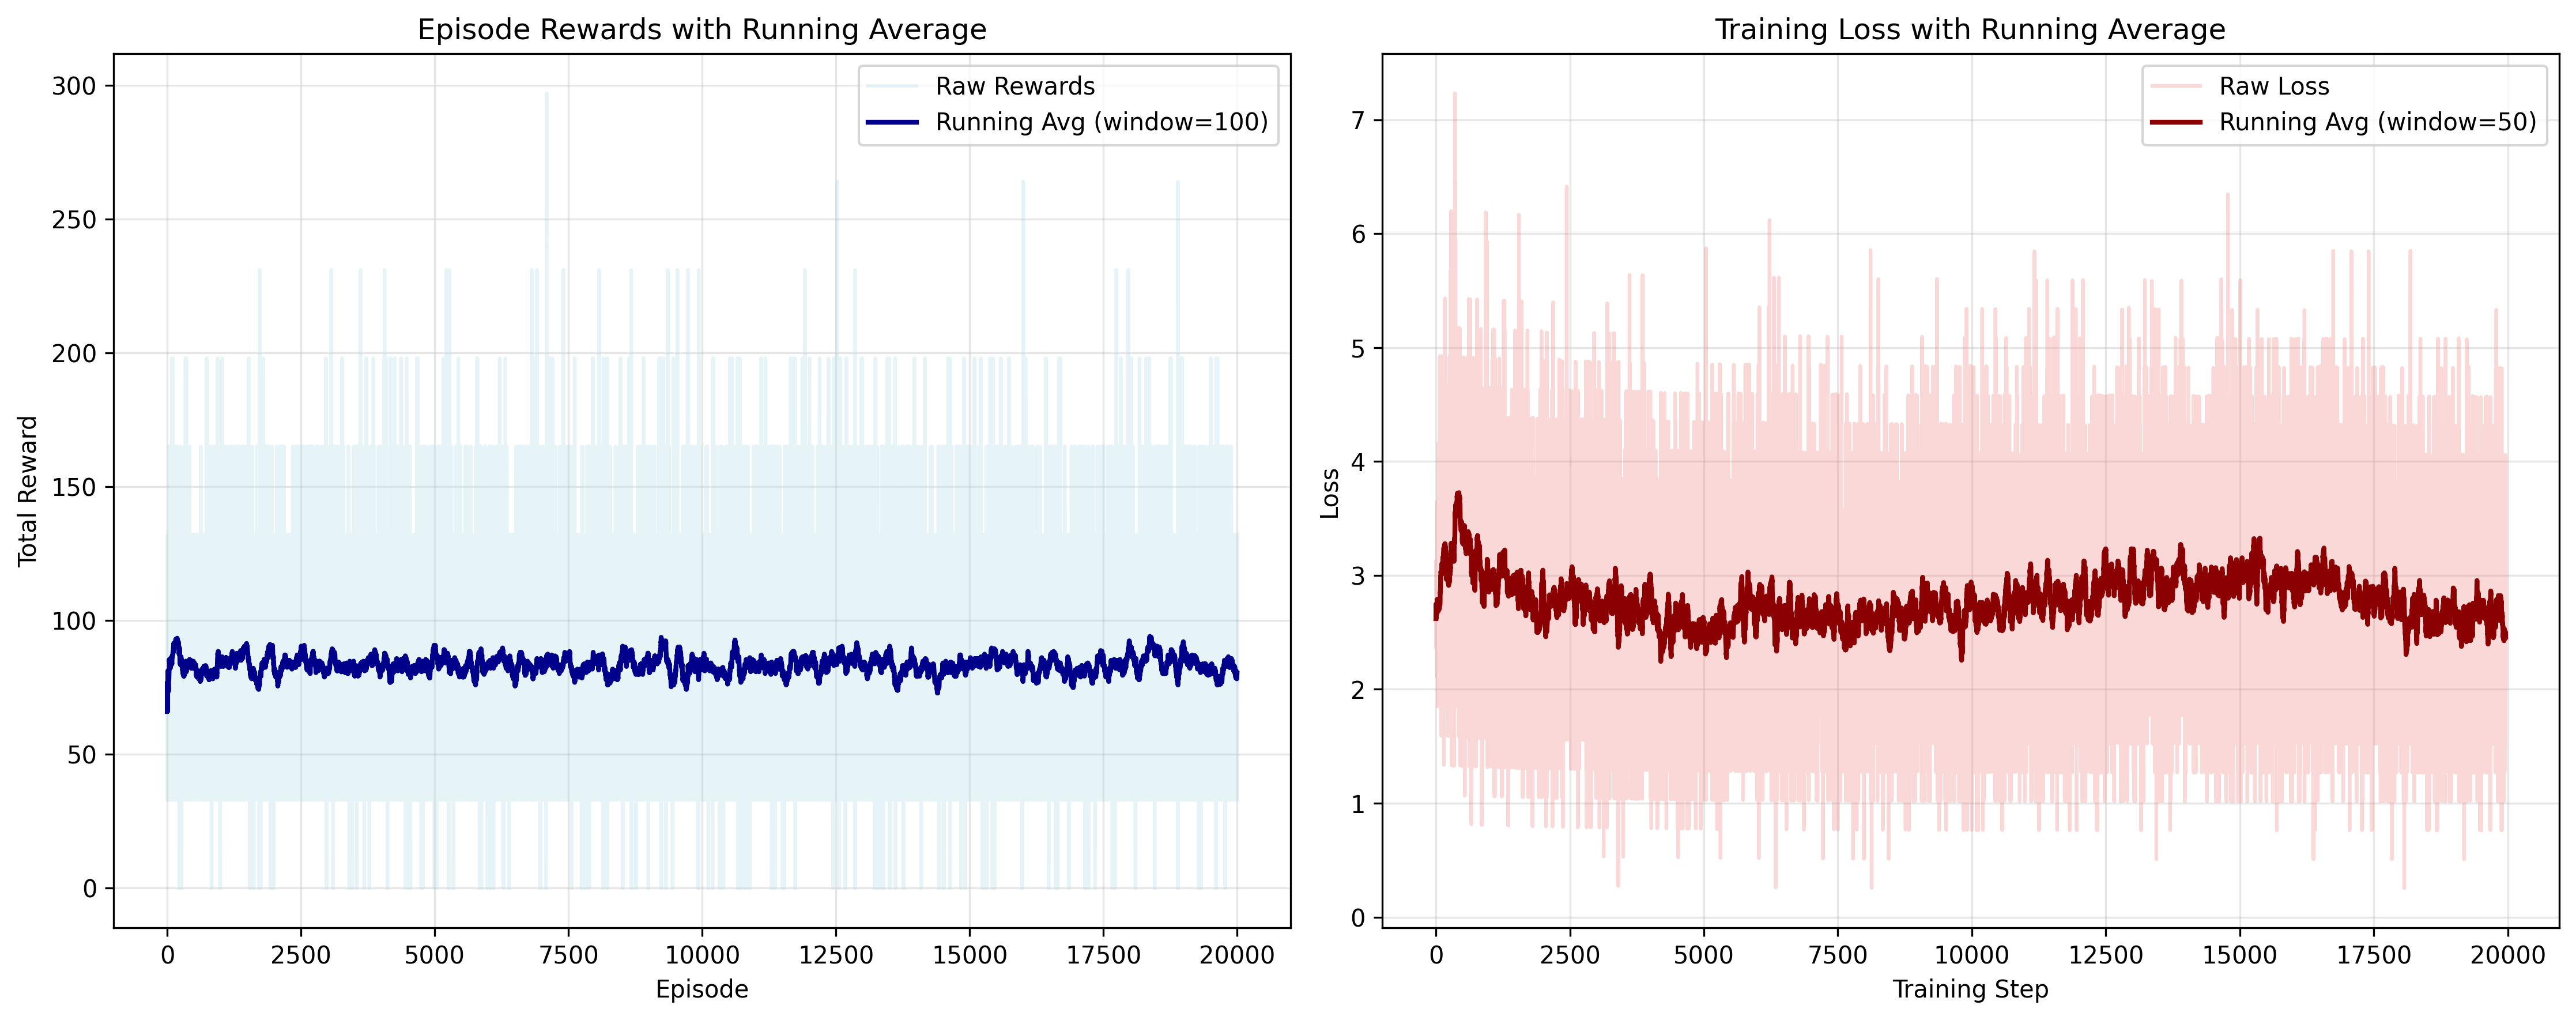 Episode Rewards with Running Average
Raw Rewards
Running Avg (window=100)
Total Reward
300
250
200
150
100
50
0
0 2500 5000 7500 10000 12500 15000 17500 20000
Episode
Training Loss with Running Average
Raw Loss
Running Avg (window=50)
Loss
7
6
5
4
3
2
1
0
0 2500 5000 7500 10000 12500 15000 17500 20000
Training Step